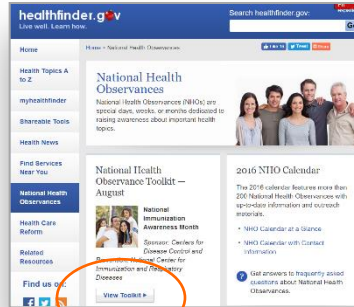 healthfinder.gov
Live well. Learn how.
Search healthfinder.gov:
Home
Health Topics A
to Z
myhealthfinder
Shareable Tools
Health News
Find Services
Near You
National Health
Observances
Health Care
Reform
Related
Resources
Find us on:
Home > National Health Observances
National Health
Observances
National Health Observances (NHOs) are
special days, weeks, or months dedicated to
raising awareness about important health
topics.
National Health
Observance Toolkit —
August
National
Immunization
Awareness Month
Sponsor: Centers for
Disease Control and
Prevention, National Center for
Immunization and Respiratory
Diseases
View Toolkit
2016 NHO Calendar
The 2016 calendar features more than
200 National Health Observances with
up-to-date information and outreach
materials.
• NHO Calendar at a Glance
• NHO Calendar with Contact
Information
Get answers to frequently asked
questions about National Health
Observances.